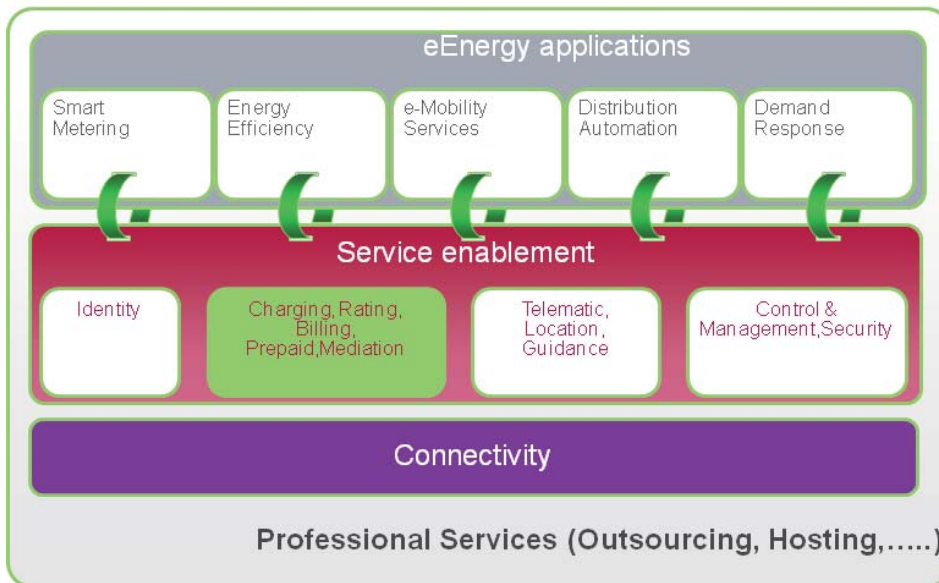 eEnergy applications
Smart
Metering
Energy
Efficiency
e-Mobility
Services
Distribution
Automation
Demand
Response
Service enablement
Identity
Charging,Rating,
Billing,
Prepaid,Mediation
Telematic,
Location,
Guidance
Control &
Management,Security
Connectivity
Professional Services (Outsourcing, Hosting,.....)